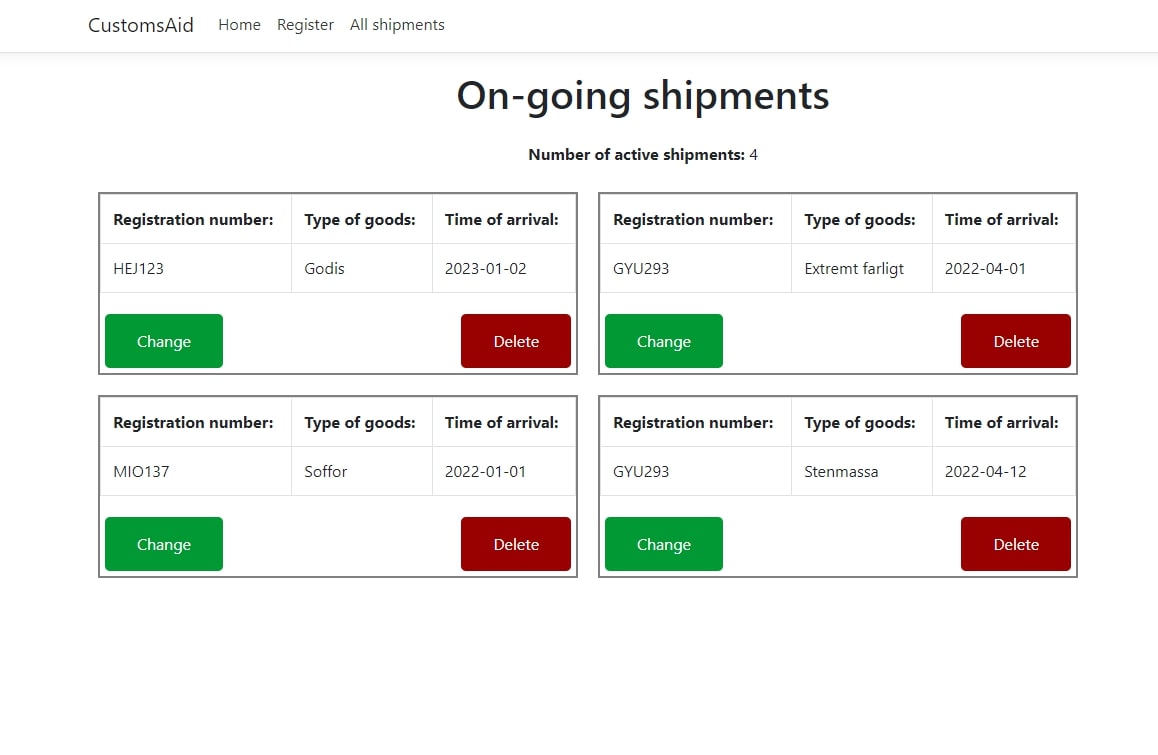 CustomsAid Home Register All shipments
On-going shipments
Number of active shipments: 4
Registration number: Type of goods: Time of arrival:
HEJ123 Godis 2023-01-02
Change Delete
Registration number: Type of goods: Time of arrival:
GYU293 Extremt farligt 2022-04-01
Change Delete
Registration number: Type of goods: Time of arrival:
MIO137 Soffor 2022-01-01
Change Delete
Registration number: Type of goods: Time of arrival:
GYU293 Stenmassa 2022-04-12
Change Delete